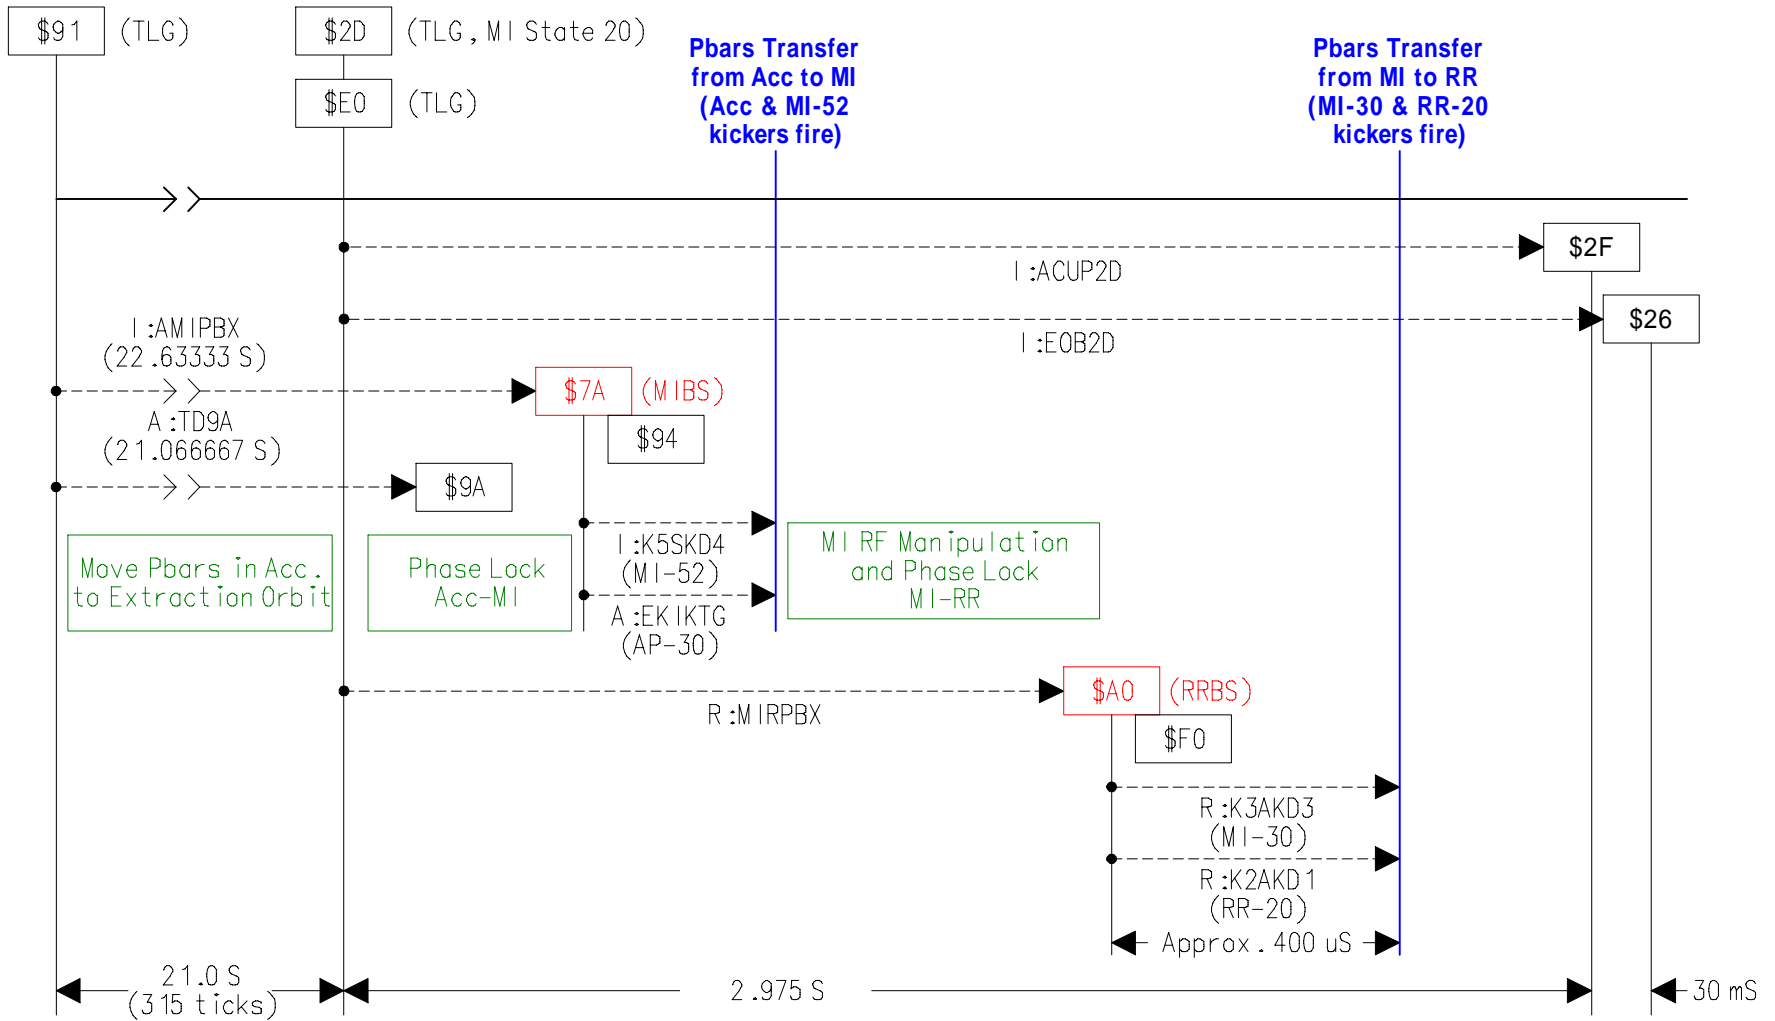 $91 (TLG)
$2D (TLG, MI State 20)
$E0 (TLG)
Pbars Transfer
from Acc to MI
(Acc & MI-52
kickers fire)
Pbars Transfer
from MI to RR
(MI-30 & RR-20
kickers fire)
$2F
I:ACUP2D
$26
I:EOB2D
I:AMIPBX
(22.63333 S)
$7A (MIBS)
$94
A:TD9A
(21.066667 S)
$9A
Move Pbars in Acc.
to Extraction Orbit
Phase Lock
Acc-MI
I:K5SKD4
(MI-52)
A:EKIKTG
(AP-30)
MI RF Manipulation
and Phase Lock
MI-RR
$A0 (RRBS)
R:MIRPBX
$F0
R:K3AKD3
(MI-30)
R:K2AKD1
(RR-20)
Approx. 400 uS
21.0 S
(315 ticks)
2.975 S
30 mS